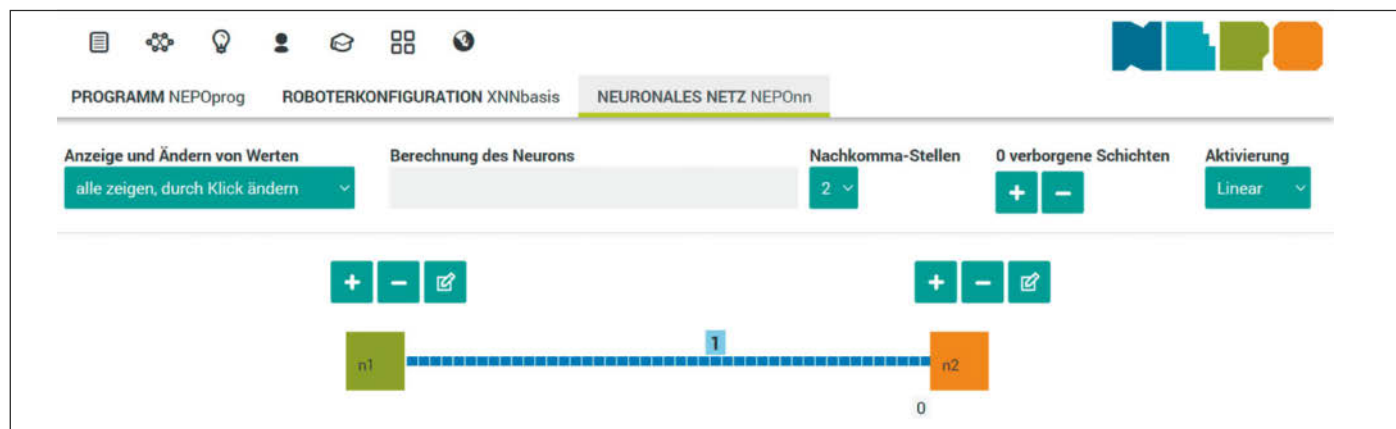 NEPO
PROGRAMM NEPOprog ROBOTERKONFIGURATION XNNbasis NEURONALES NETZ NEPOnn
Anzeige und Ändern von Werten Berechnung des Neurons Nachkomma-Stellen 0 verborgene Schichten Aktivierung
alle zeigen, durch Klick ändern 2 + − Linear
+ − + −
1
n1 n2
0